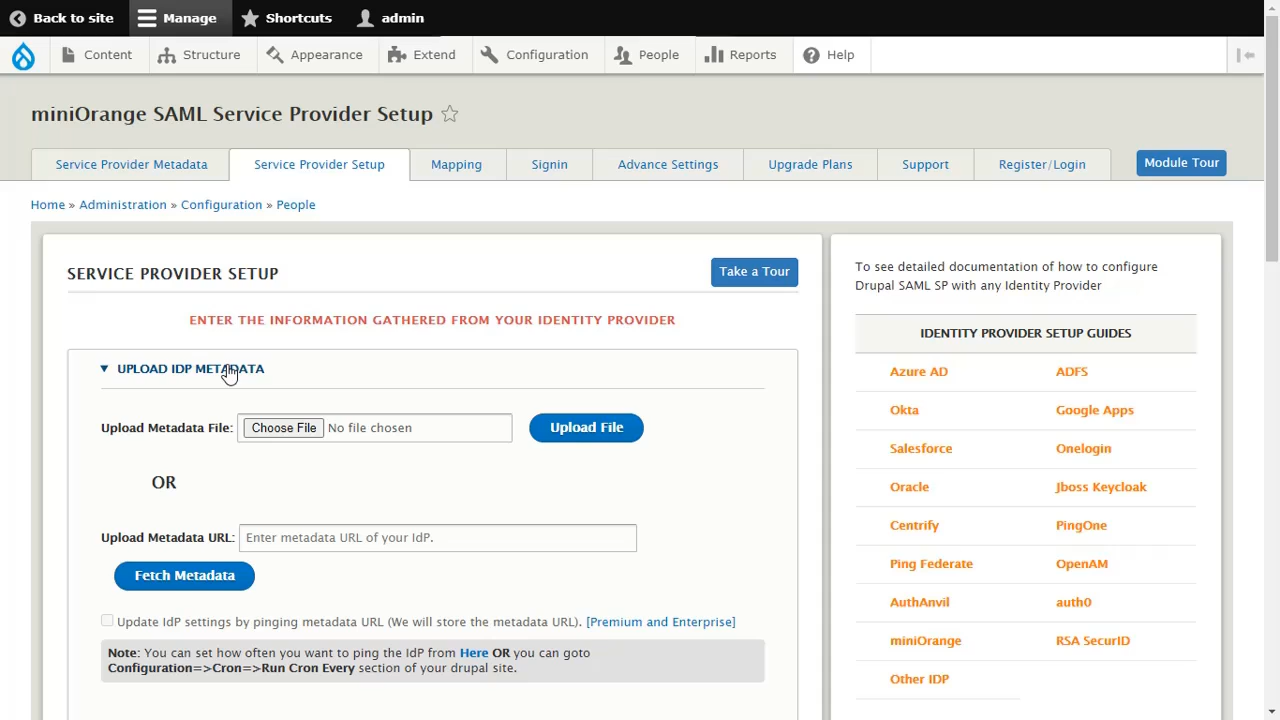 Back to site
Manage
Shortcuts
admin
Content
Structure
Appearance
Extend
Configuration
People
Reports
Help
miniOrange SAML Service Provider Setup
Service Provider Metadata
Service Provider Setup
Mapping
Signin
Advance Settings
Upgrade Plans
Support
Register/Login
Module Tour
Home » Administration » Configuration » People
SERVICE PROVIDER SETUP
Take a Tour
ENTER THE INFORMATION GATHERED FROM YOUR IDENTITY PROVIDER
UPLOAD IDP METADATA
Upload Metadata File: Choose File No file chosen
Upload File
OR
Upload Metadata URL: Enter metadata URL of your IdP.
Fetch Metadata
Update IdP settings by pinging metadata URL (We will store the metadata URL). [Premium and Enterprise]
Note: You can set how often you want to ping the IdP from Here OR you can goto
Configuration=>Cron=>Run Cron Every section of your drupal site.
To see detailed documentation of how to configure
Drupal SAML SP with any Identity Provider
IDENTITY PROVIDER SETUP GUIDES
Azure AD ADFS
Okta Google Apps
Salesforce Onelogin
Oracle Jboss Keycloak
Centrify PingOne
Ping Federate OpenAM
AuthAnvil auth0
miniOrange RSA SecurID
Other IDP